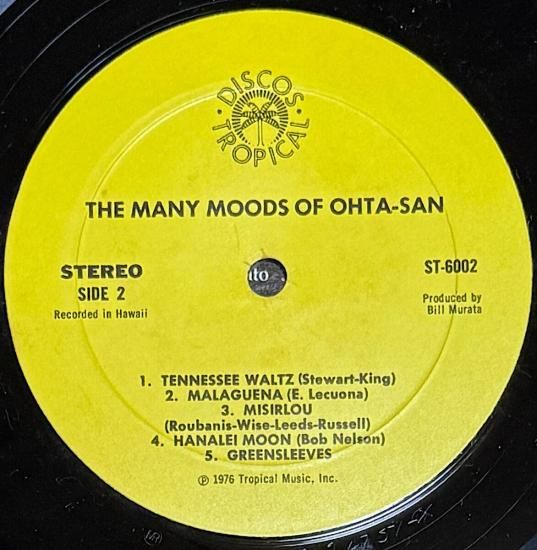 DISCOS
TROPICAL
THE MANY MOODS OF OHTA-SAN
STEREO
SIDE 2
Recorded in Hawaii
ito
ST-6002
Produced by
Bill Murata
1. TENNESSEE WALTZ (Stewart-King)
2. MALAGUENA (E. Lecuona)
3. MISIRLOU
(Roubanis-Wise-Leeds-Russell)
4. HANALEI MOON (Bob Nelson)
5. GREENSLEEVES
℗ 1976 Tropical Music, Inc.